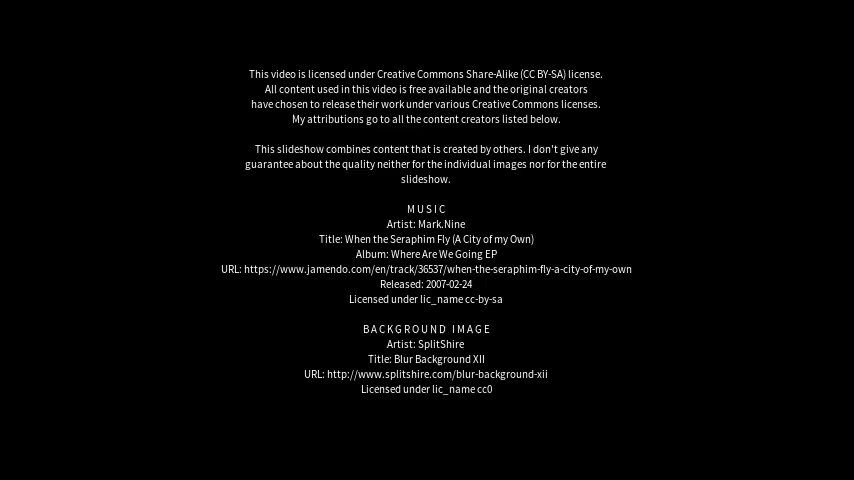 This video is licensed under Creative Commons Share-Alike (CC BY-SA) license.
All content used in this video is free available and the original creators
have chosen to release their work under various Creative Commons licenses.
My attributions go to all the content creators listed below.
This slideshow combines content that is created by others. I don't give any
guarantee about the quality neither for the individual images nor for the entire
slideshow.
MUSIC
Artist: Mark.Nine
Title: When the Seraphim Fly (A City of my Own)
Album: Where Are We Going EP
URL: https://www.jamendo.com/en/track/36537/when-the-seraphim-fly-a-city-of-my-own
Released: 2007-02-24
Licensed under lic_name cc-by-sa
BACKGROUND IMAGE
Artist: SplitShire
Title: Blur Background XII
URL: http://www.splitshire.com/blur-background-xii
Licensed under lic_name cc0